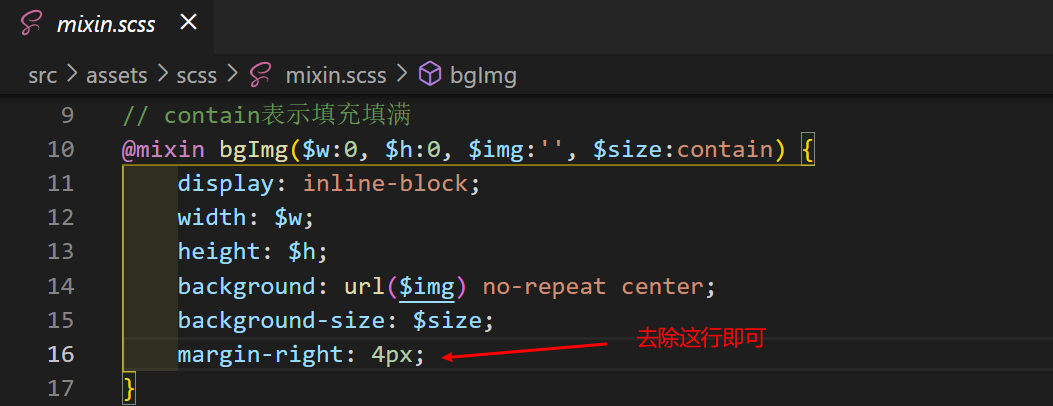 mixin.scss ×
src > assets > scss > mixin.scss > bgImg
9 // contain表示填充填满
10 @mixin bgImg($w:0, $h:0, $img:'', $size:contain) {
11 display: inline-block;
12 width: $w;
13 height: $h;
14 background: url($img) no-repeat center;
15 background-size: $size;
16 margin-right: 4px; 去除这行即可
17 }